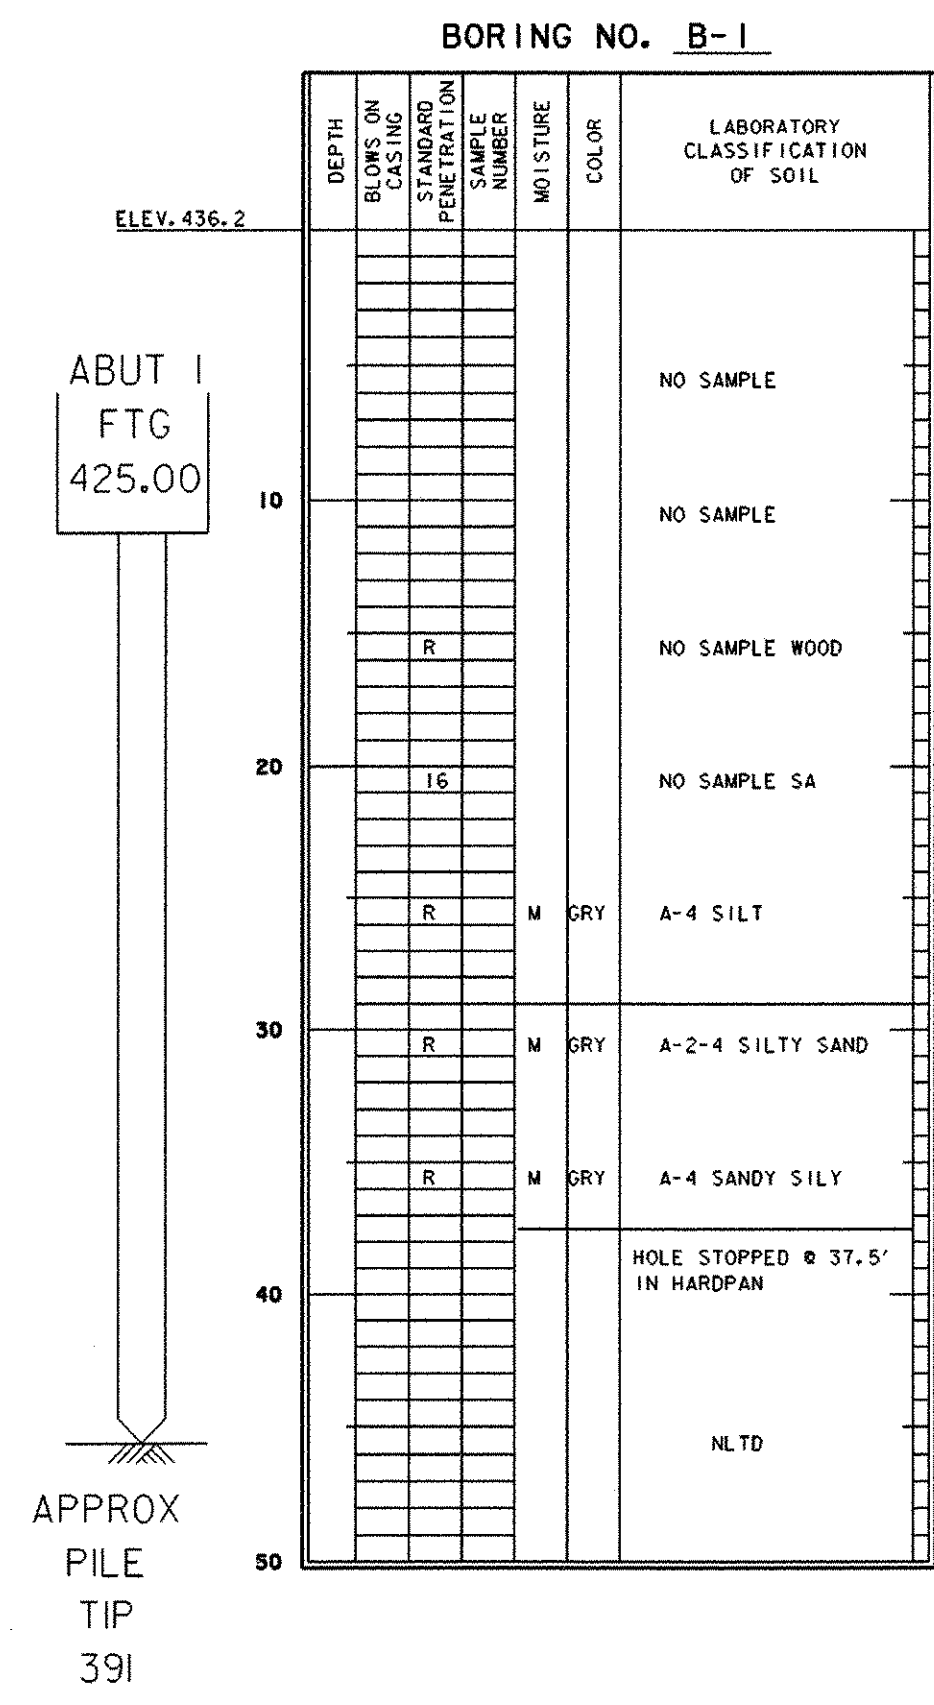 BORING NO. B-1
DEPTH
BLOWS ON
CASING
STANDARD
PENETRATION
SAMPLE
NUMBER
MOISTURE
COLOR
LABORATORY
CLASSIFICATION
OF SOIL
ELEV. 436.2
ABUT 1
FTG
425.00
NO SAMPLE
10
NO SAMPLE
R NO SAMPLE WOOD
20
16 NO SAMPLE SA
R M GRY A-4 SILT
30
R M GRY A-2-4 SILTY SAND
R M GRY A-4 SANDY SILY
HOLE STOPPED @ 37.5'
IN HARDPAN
40
NLTD
50
APPROX
PILE
TIP
391